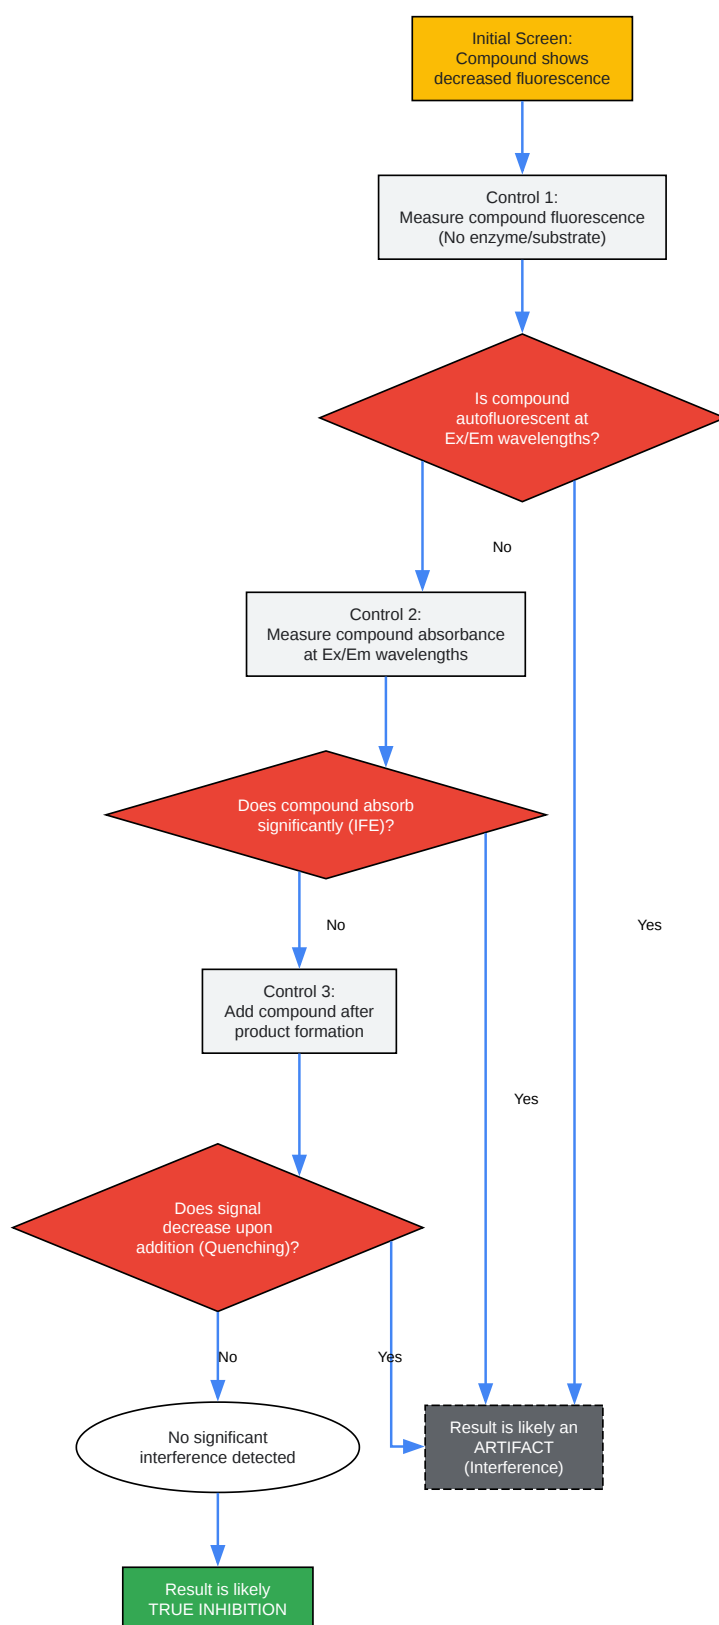 Initial Screen:
Compound shows
decreased fluorescence
Control 1:
Measure compound fluorescence
(No enzyme/substrate)
Is compound
autofluorescent at
Ex/Em wavelengths?
No
Control 2:
Measure compound absorbance
at Ex/Em wavelengths
Does compound absorb
significantly (IFE)?
No
Yes
Control 3:
Add compound after
product formation
Yes
Does signal
decrease upon
addition (Quenching)?
No
Yes
No significant
interference detected
Result is likely an
ARTIFACT
(Interference)
Result is likely
TRUE INHIBITION